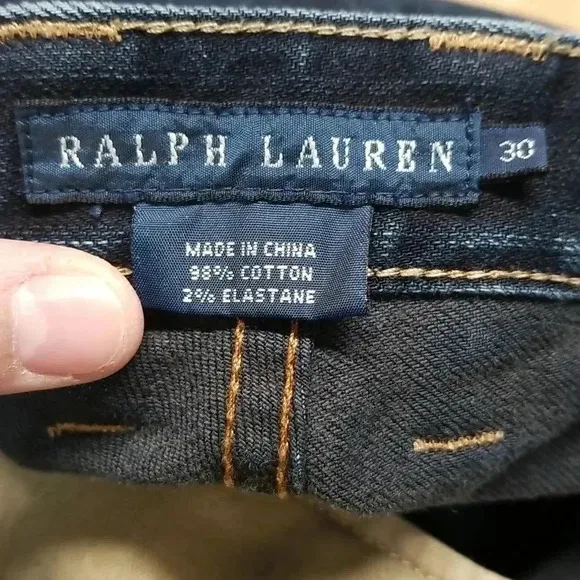 RALPH LAUREN 30
MADE IN CHINA
98% COTTON
2% ELASTANE